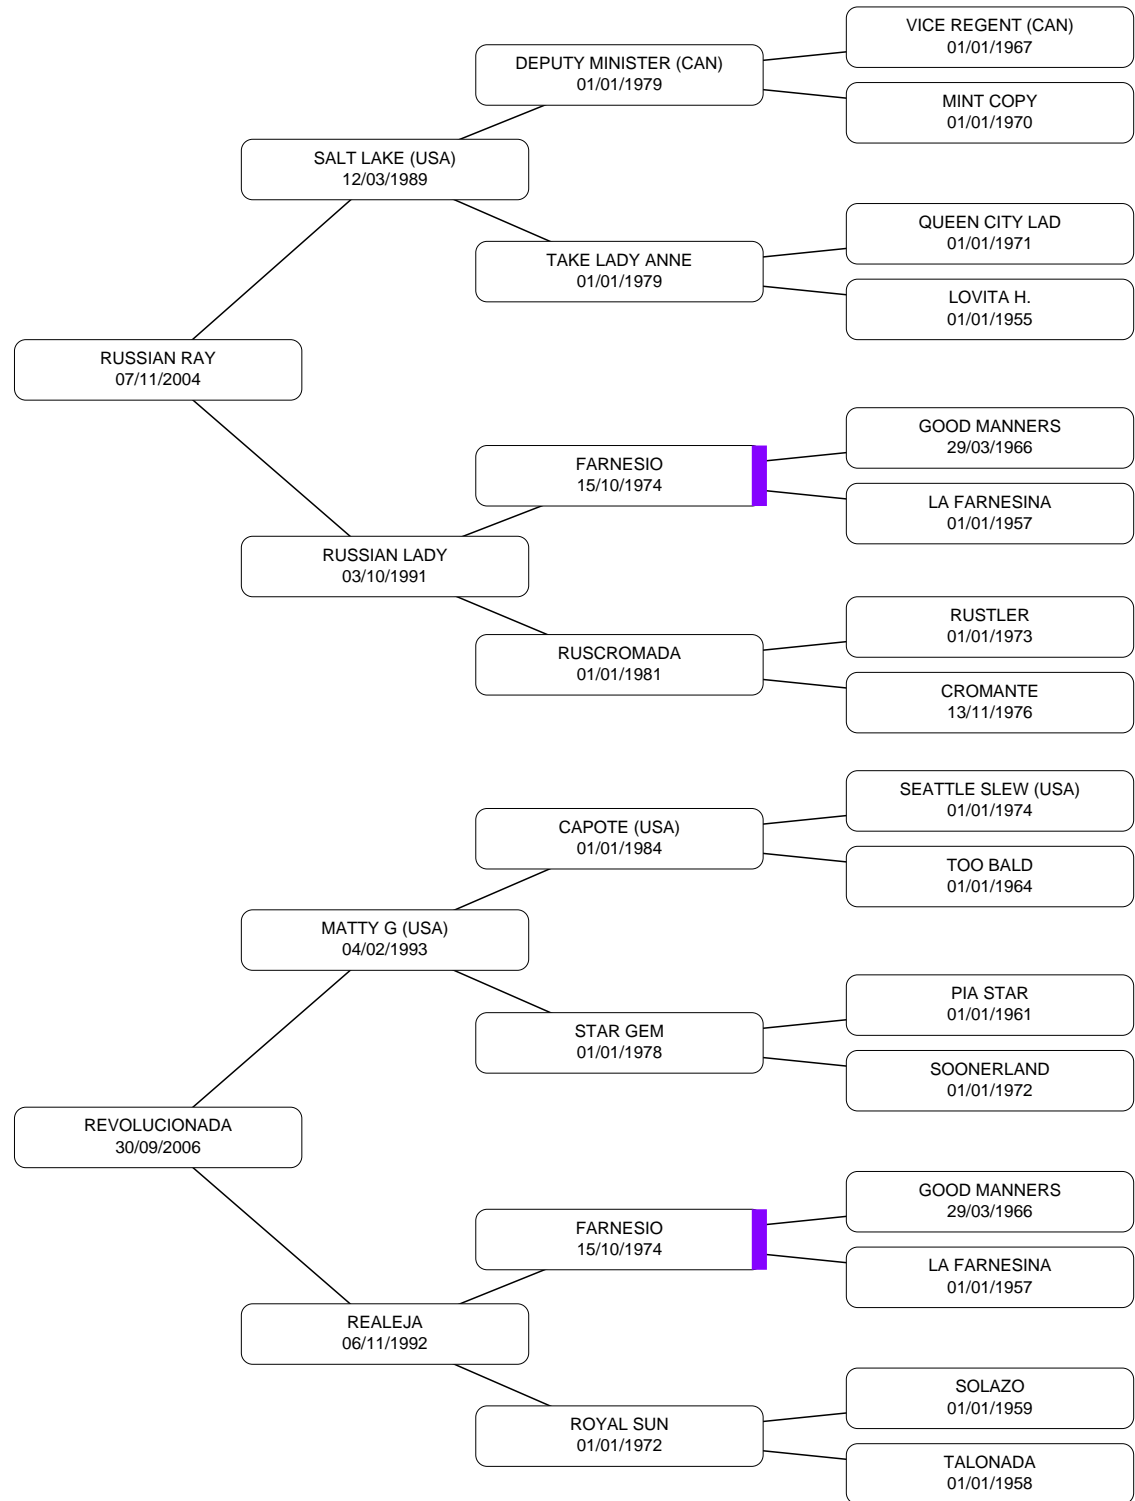 VICE REGENT (CAN)
01/01/1967
DEPUTY MINISTER (CAN)
01/01/1979
MINT COPY
01/01/1970
SALT LAKE (USA)
12/03/1989
QUEEN CITY LAD
01/01/1971
TAKE LADY ANNE
01/01/1979
LOVITA H.
01/01/1955
RUSSIAN RAY
07/11/2004
GOOD MANNERS
29/03/1966
FARNESIO
15/10/1974
LA FARNESINA
01/01/1957
RUSSIAN LADY
03/10/1991
RUSTLER
01/01/1973
RUSCROMADA
01/01/1981
CROMANTE
13/11/1976
SEATTLE SLEW (USA)
01/01/1974
CAPOTE (USA)
01/01/1984
TOO BALD
01/01/1964
MATTY G (USA)
04/02/1993
PIA STAR
01/01/1961
STAR GEM
01/01/1978
SOONERLAND
01/01/1972
REVOLUCIONADA
30/09/2006
GOOD MANNERS
29/03/1966
FARNESIO
15/10/1974
LA FARNESINA
01/01/1957
REALEJA
06/11/1992
SOLAZO
01/01/1959
ROYAL SUN
01/01/1972
TALONADA
01/01/1958